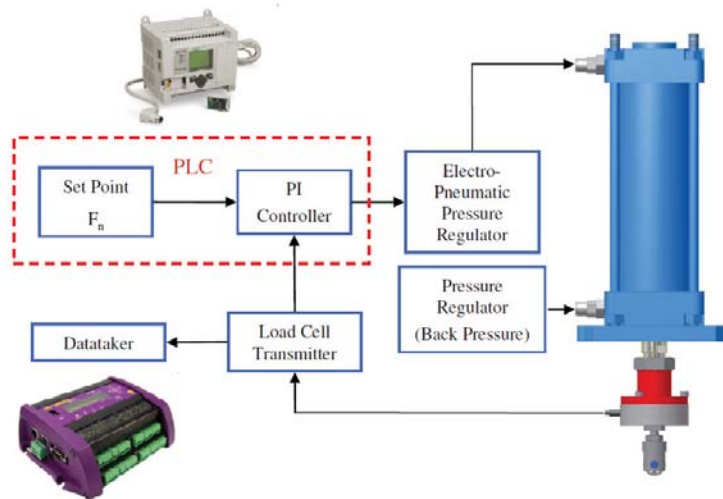 PLC
Set Point
Fn
PI
Controller
Electro-
Pneumatic
Pressure
Regulator
Pressure
Regulator
(Back Pressure)
Load Cell
Transmitter
Datataker